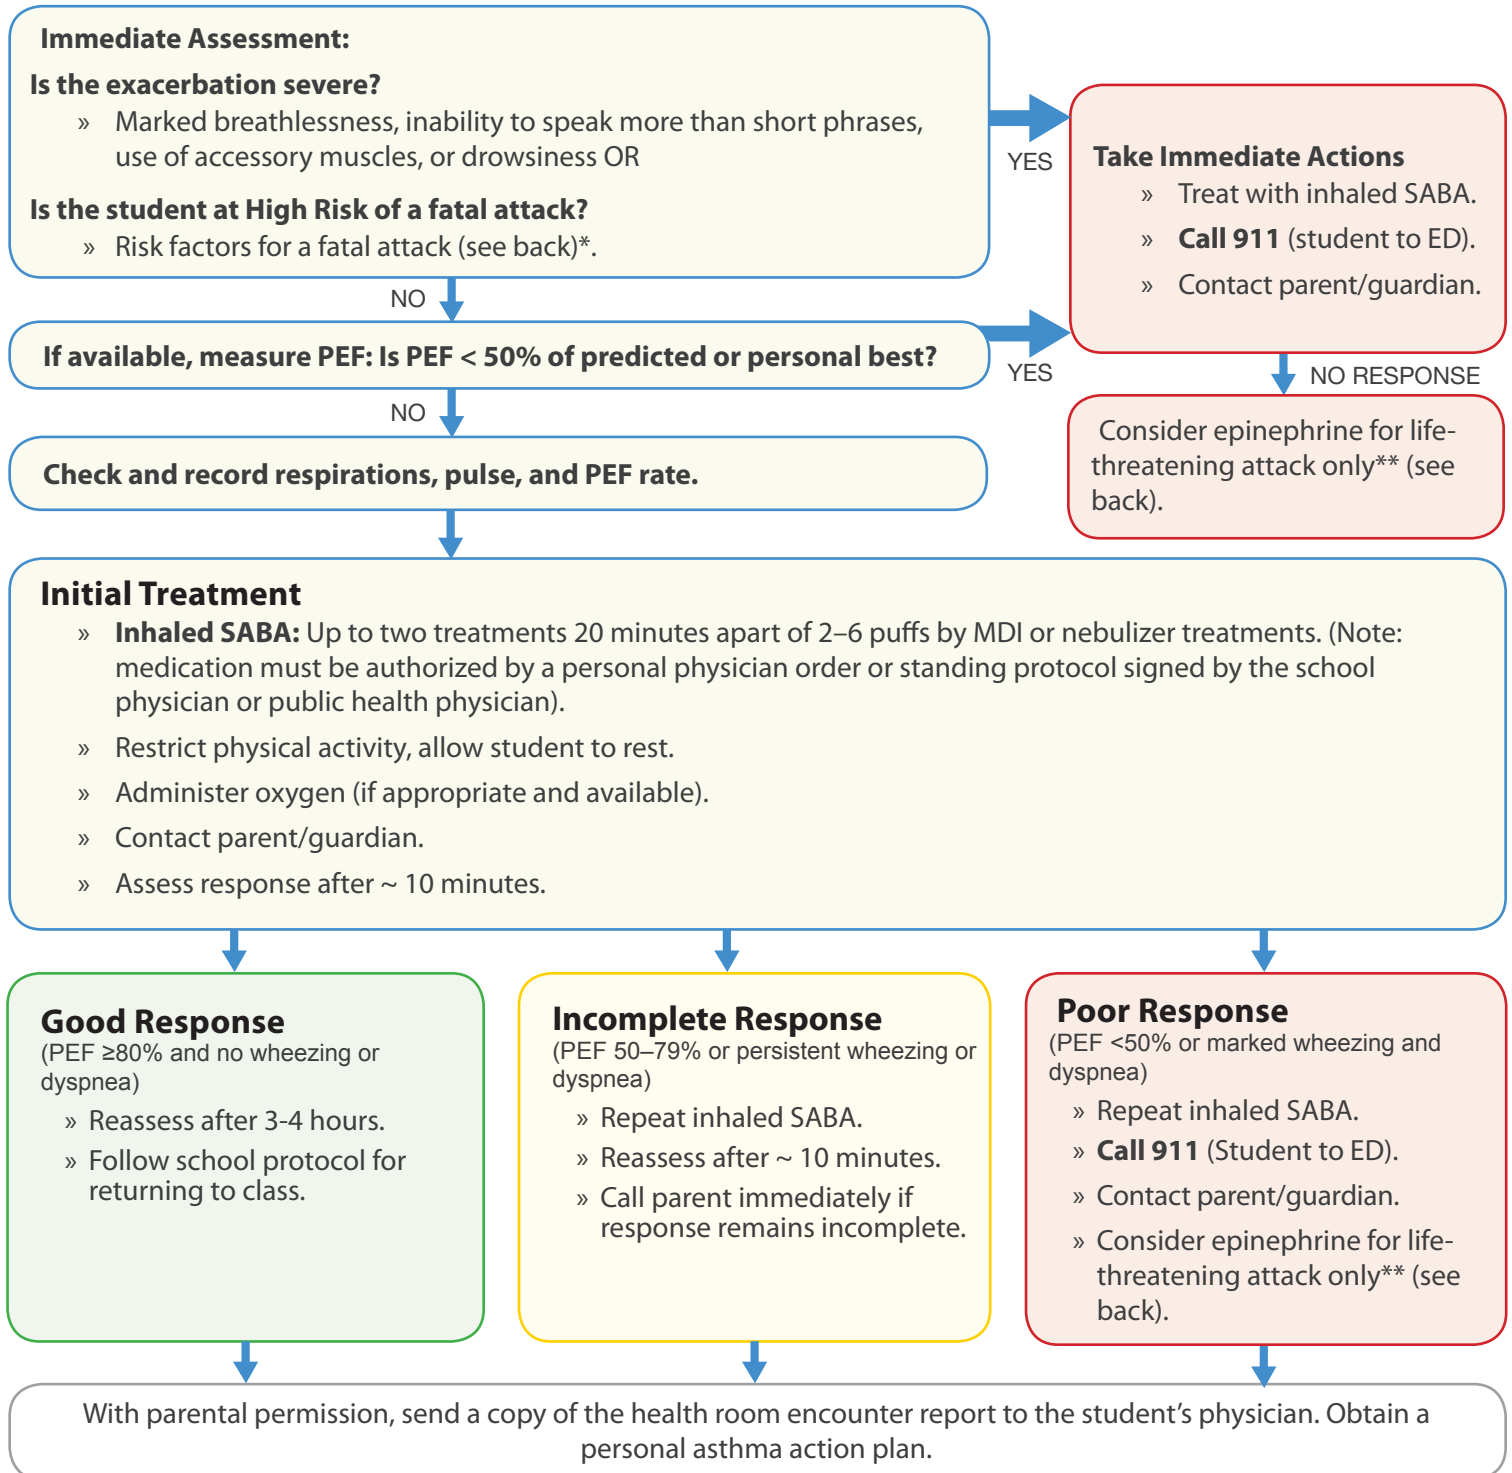 Immediate Assessment:
Is the exacerbation severe?
» Marked breathlessness, inability to speak more than short phrases,
use of accessory muscles, or drowsiness OR
Is the student at High Risk of a fatal attack?
» Risk factors for a fatal attack (see back)*.
YES
Take Immediate Actions
» Treat with inhaled SABA.
» Call 911 (student to ED).
» Contact parent/guardian.
NO
If available, measure PEF: Is PEF < 50% of predicted or personal best?
YES
NO RESPONSE
Consider epinephrine for life-
threatening attack only** (see
back).
NO
Check and record respirations, pulse, and PEF rate.
Initial Treatment
» Inhaled SABA: Up to two treatments 20 minutes apart of 2–6 puffs by MDI or nebulizer treatments. (Note:
medication must be authorized by a personal physician order or standing protocol signed by the school
physician or public health physician).
» Restrict physical activity, allow student to rest.
» Administer oxygen (if appropriate and available).
» Contact parent/guardian.
» Assess response after ~ 10 minutes.
Good Response
(PEF ≥80% and no wheezing or
dyspnea)
» Reassess after 3-4 hours.
» Follow school protocol for
returning to class.
Incomplete Response
(PEF 50–79% or persistent wheezing or
dyspnea)
» Repeat inhaled SABA.
» Reassess after ~ 10 minutes.
» Call parent immediately if
response remains incomplete.
Poor Response
(PEF <50% or marked wheezing and
dyspnea)
» Repeat inhaled SABA.
» Call 911 (Student to ED).
» Contact parent/guardian.
» Consider epinephrine for life-
threatening attack only** (see
back).
With parental permission, send a copy of the health room encounter report to the student’s physician. Obtain a
personal asthma action plan.